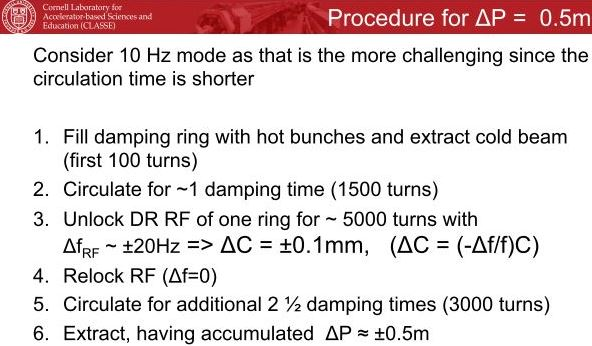 Cornell Laboratory for
Accelerator-based Sciences and
Education (CLASSE)
Procedure for ΔP = 0.5m
Consider 10 Hz mode as that is the more challenging since the
circulation time is shorter
1. Fill damping ring with hot bunches and extract cold beam
(first 100 turns)
2. Circulate for ~1 damping time (1500 turns)
3. Unlock DR RF of one ring for ~ 5000 turns with
Δf_RF ~ ±20Hz => ΔC = ±0.1mm, (ΔC = (-Δf/f)C)
4. Relock RF (Δf=0)
5. Circulate for additional 2 ½ damping times (3000 turns)
6. Extract, having accumulated ΔP ≈ ±0.5m